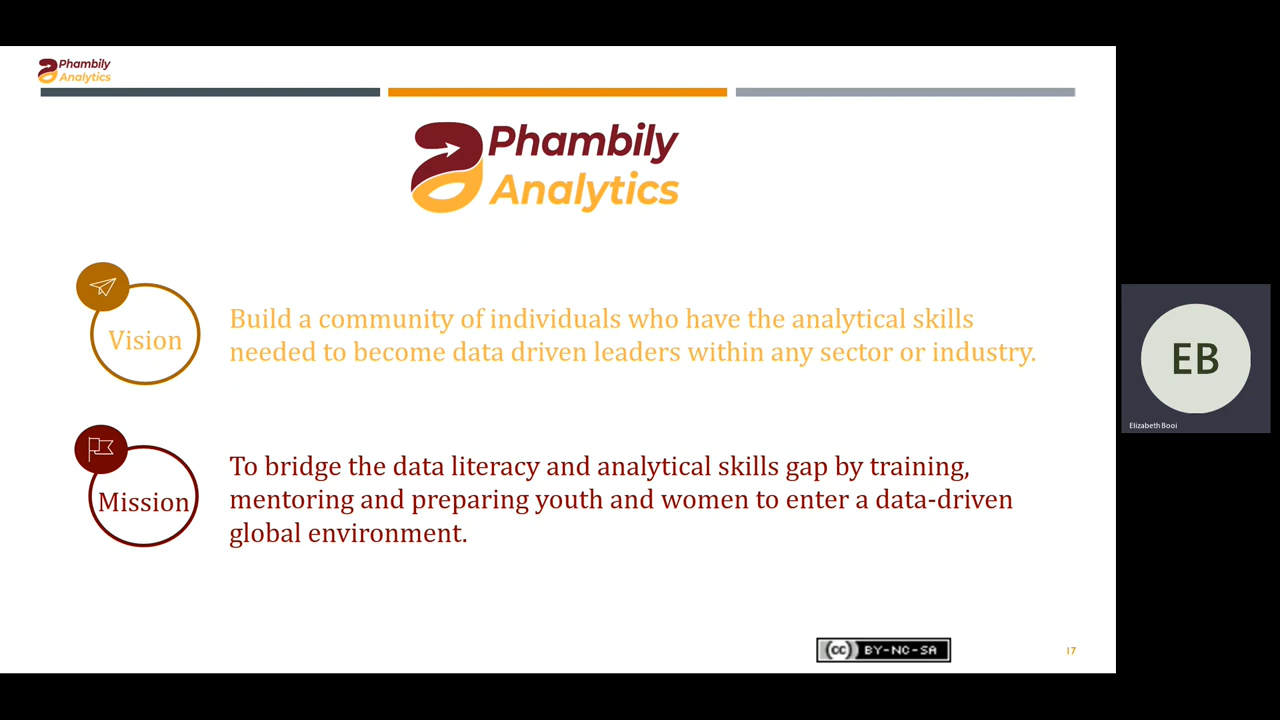 Phambily
Analytics
Phambily
Analytics
Vision
Build a community of individuals who have the analytical skills
needed to become data driven leaders within any sector or industry.
Mission
To bridge the data literacy and analytical skills gap by training,
mentoring and preparing youth and women to enter a data-driven
global environment.
cc BY-NC-SA
17
EB
Elizabeth Booi